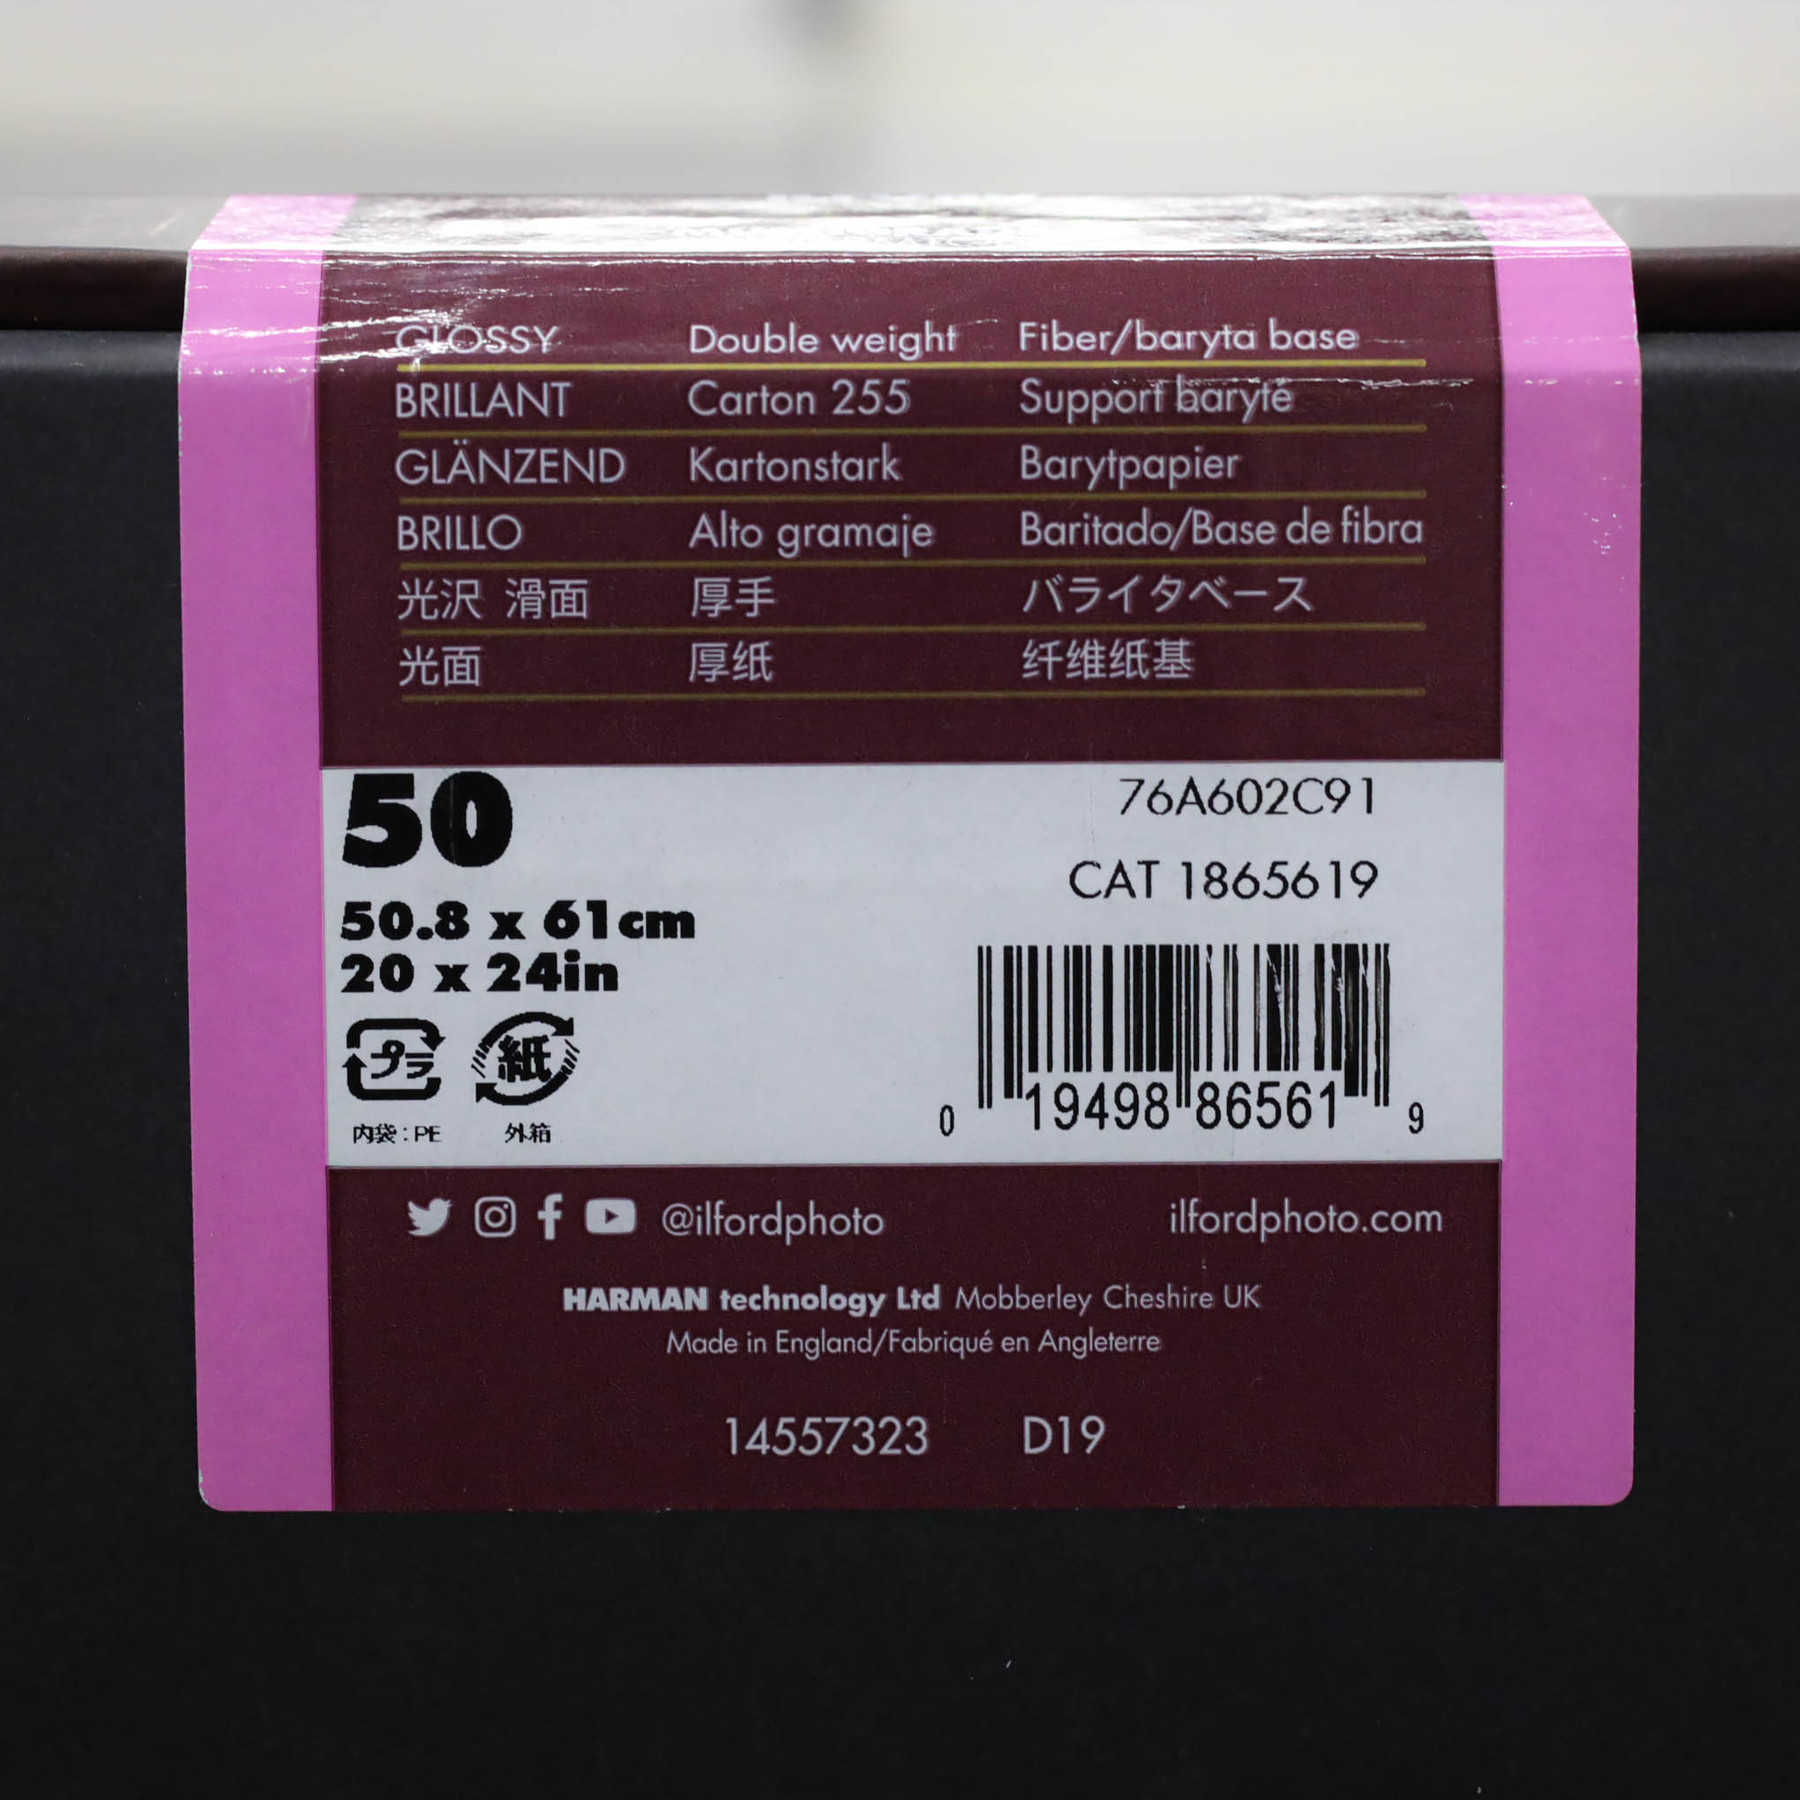 GLOSSY Double weight Fiber/baryta base
BRILLANT Carton 255 Support baryté
GLÄNZEND Kartonstark Barytpapier
BRILLO Alto gramaje Baritado/Base de fibra
光沢 滑面 厚手 バライタベース
光面 厚纸 纤维纸基
50 76A602C91
CAT 1865619
50.8 x 61cm
20 x 24in
プラ 紙
内袋:PE 外箱
0 19498 86561 9
@ilfordphoto ilfordphoto.com
HARMAN technology Ltd Mobberley Cheshire UK
Made in England/Fabriqué en Angleterre
14557323 D19